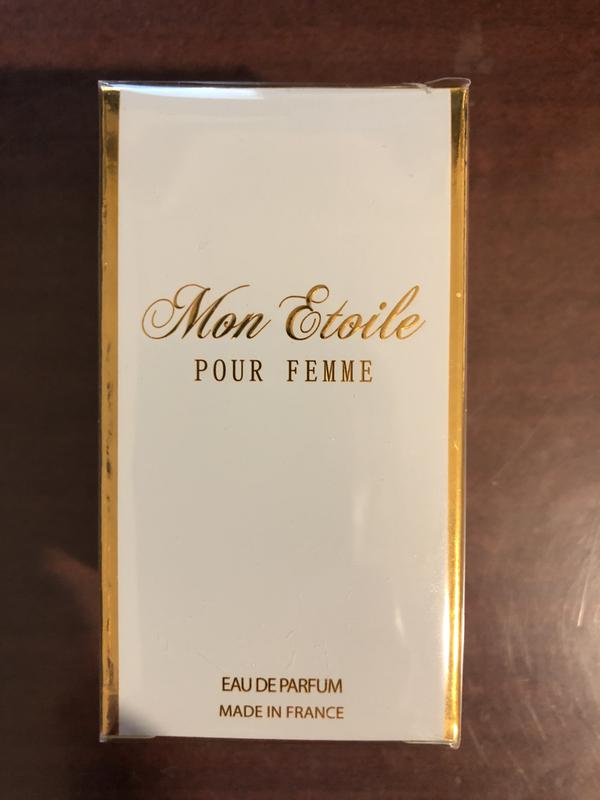 Mon Etoile
POUR FEMME
EAU DE PARFUM
MADE IN FRANCE